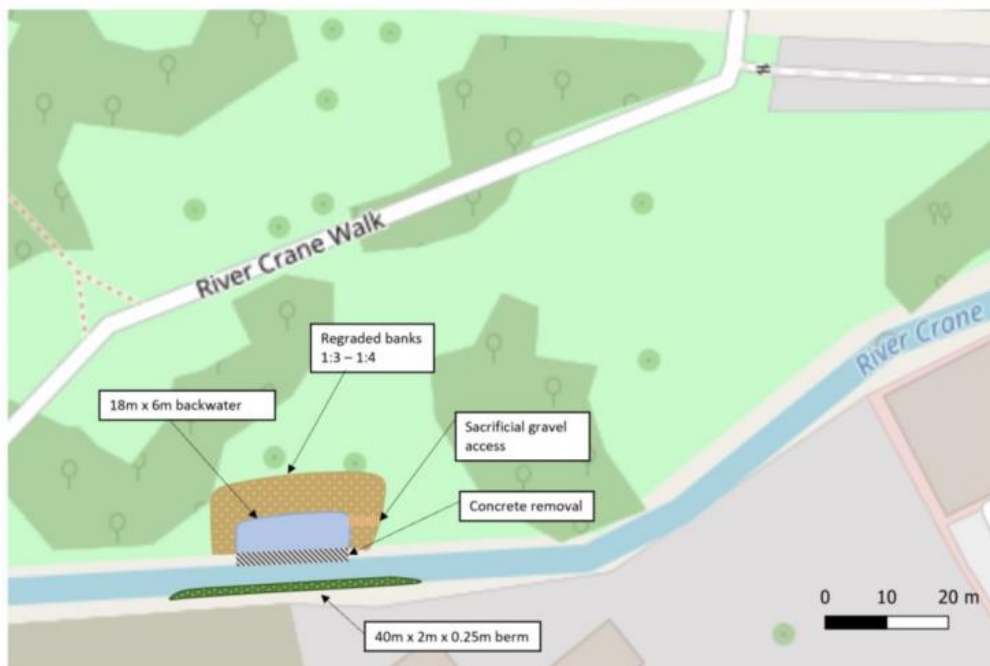 River Crane Walk
Regraded banks
1:3 – 1:4
18m x 6m backwater
Sacrificial gravel
access
Concrete removal
River Crane
40m x 2m x 0.25m berm
0 10 20 m